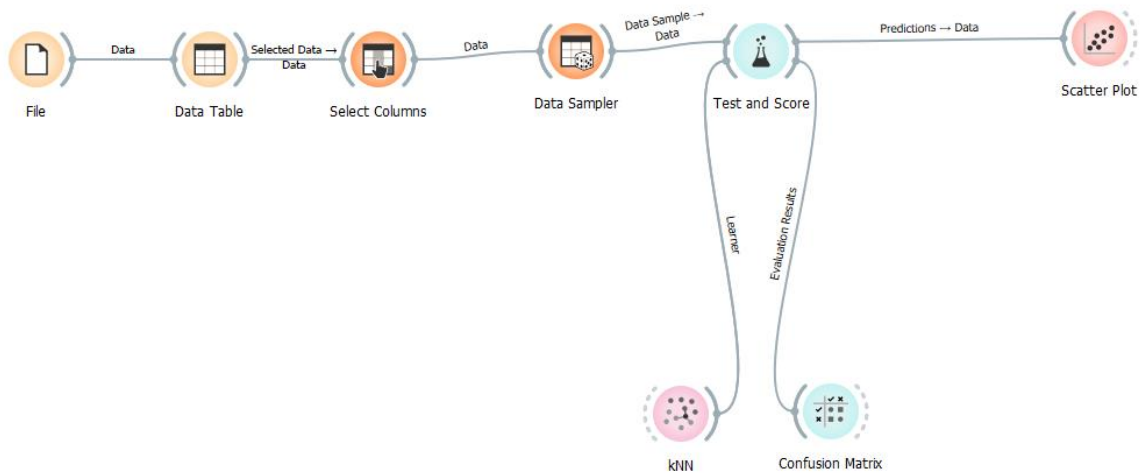 Data Sample →
Data
Predictions → Data
Data
Selected Data →
Data
Data
File
Data Table
Select Columns
Data Sampler
Test and Score
Scatter Plot
Learner
Evaluation Results
kNN
Confusion Matrix